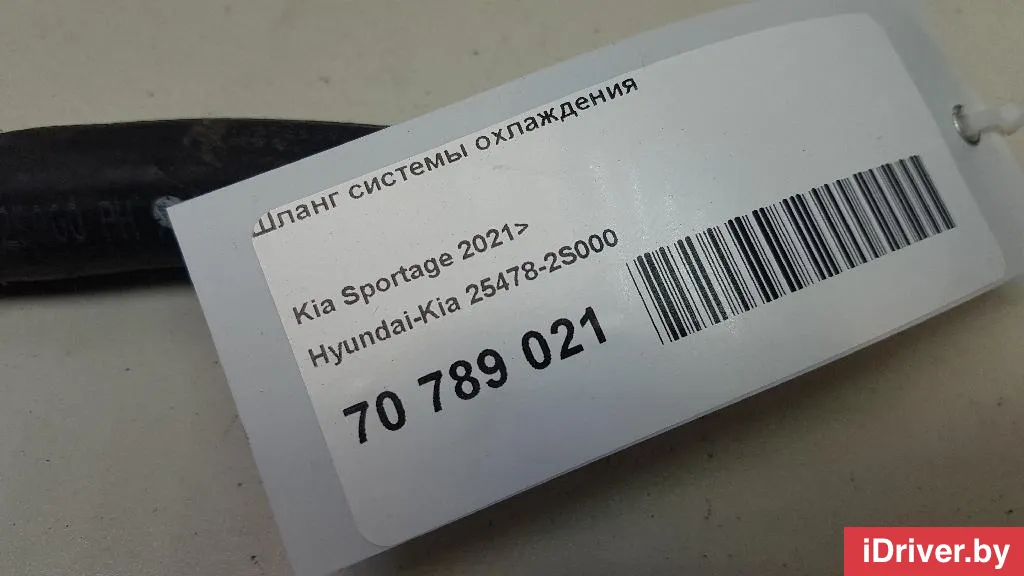 Шланг системы охлаждения
Kia Sportage 2021>
Hyundai-Kia 25478-2S000
70 789 021
iDriver.by